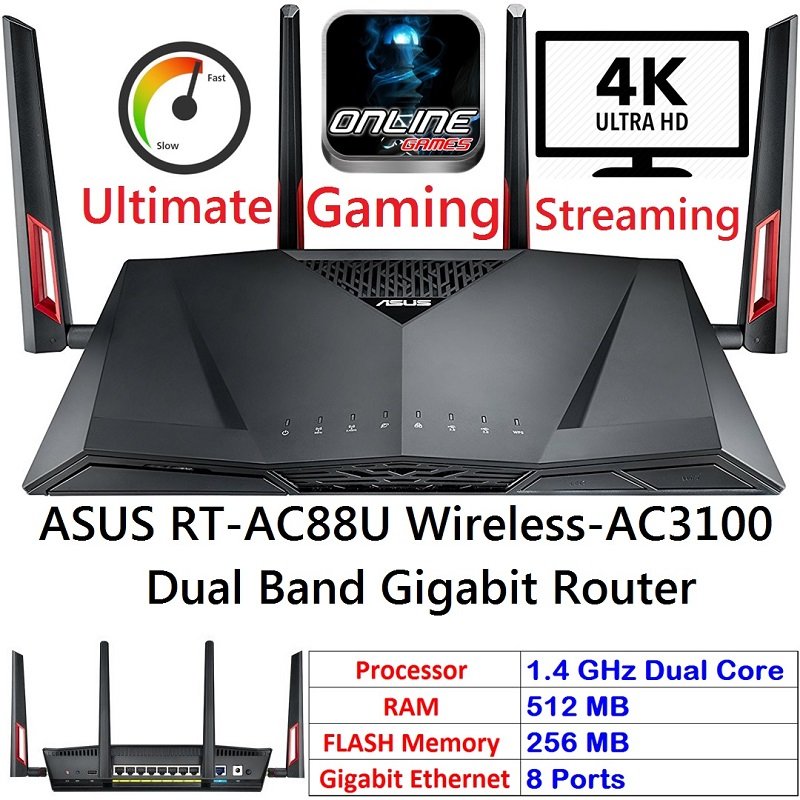 Fast
Slow
ONLINE
GAMES
4K
ULTRA HD
Ultimate Gaming Streaming
ASUS
WPS
ASUS RT-AC88U Wireless-AC3100
Dual Band Gigabit Router
Processor 1.4 GHz Dual Core
RAM 512 MB
FLASH Memory 256 MB
Gigabit Ethernet 8 Ports